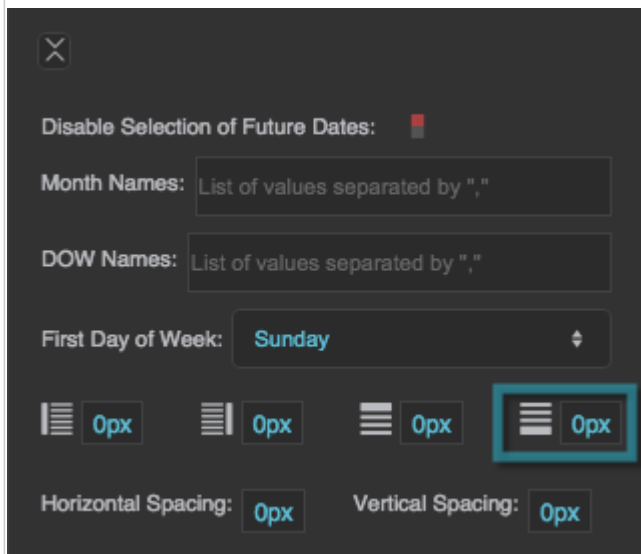 Disable Selection of Future Dates:
Month Names: List of values separated by ","
DOW Names: List of values separated by ","
First Day of Week: Sunday
0px 0px 0px 0px
Horizontal Spacing: 0px Vertical Spacing: 0px